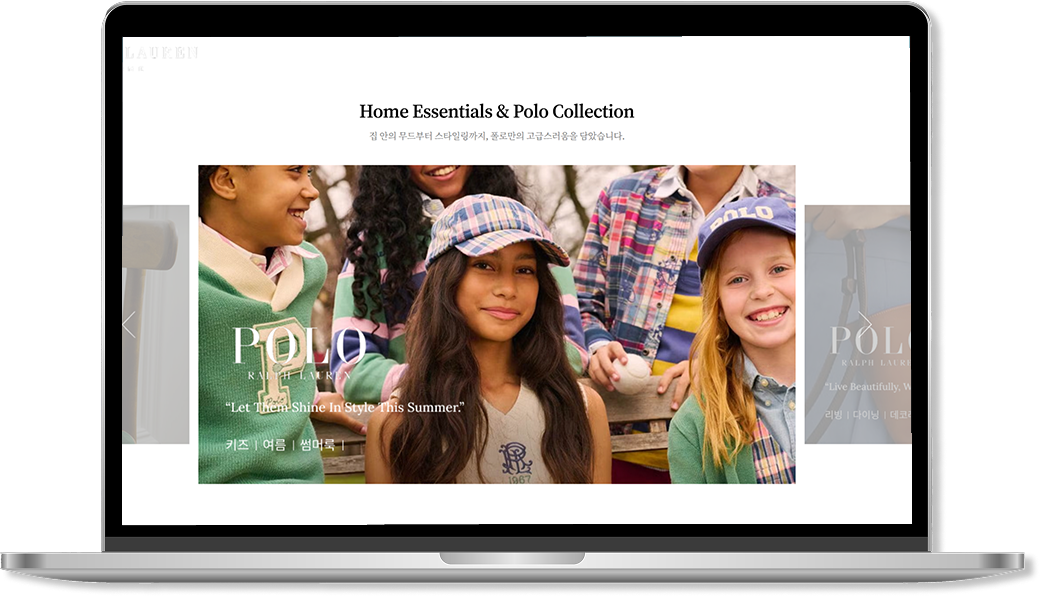 LAUREN
Home Essentials & Polo Collection
집 안의 무드부터 스타일링까지, 폴로만의 고급스러움을 담았습니다.
POLO
POLO
RALPH LAUREN
“Let Them Shine In Style This Summer.”
키즈 | 여름 | 썸머룩 |
1967
POLO
RALPH LAUREN
“Live Beautifully, W
리빙 | 다이닝 | 데코